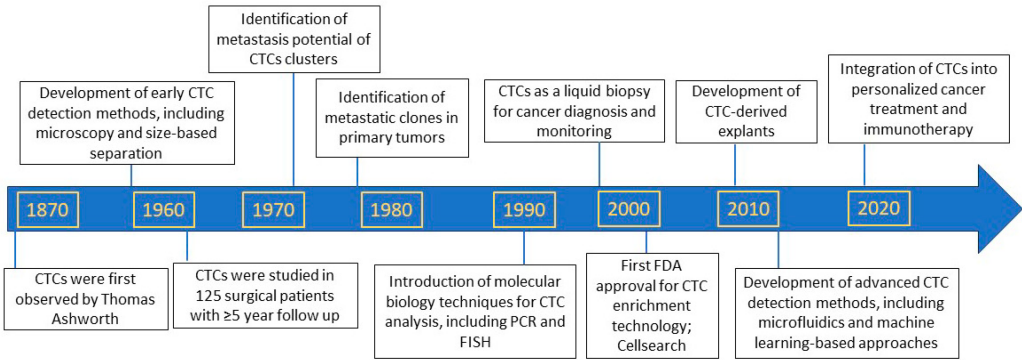 Identification of
metastasis potential of
CTCs clusters
Development of early CTC
detection methods, including
microscopy and size-based
separation
Identification of
metastatic clones in
primary tumors
CTCs as a liquid biopsy
for cancer diagnosis and
monitoring
Development of
CTC-derived
explants
Integration of CTCs into
personalized cancer
treatment and
immunotherapy
1870
1960
1970
1980
1990
2000
2010
2020
CTCs were first
observed by Thomas
Ashworth
CTCs were studied in
125 surgical patients
with ≥5 year follow up
Introduction of molecular
biology techniques for CTC
analysis, including PCR and
FISH
First FDA
approval for CTC
enrichment
technology;
Cellsearch
Development of advanced CTC
detection methods, including
microfluidics and machine
learning-based approaches